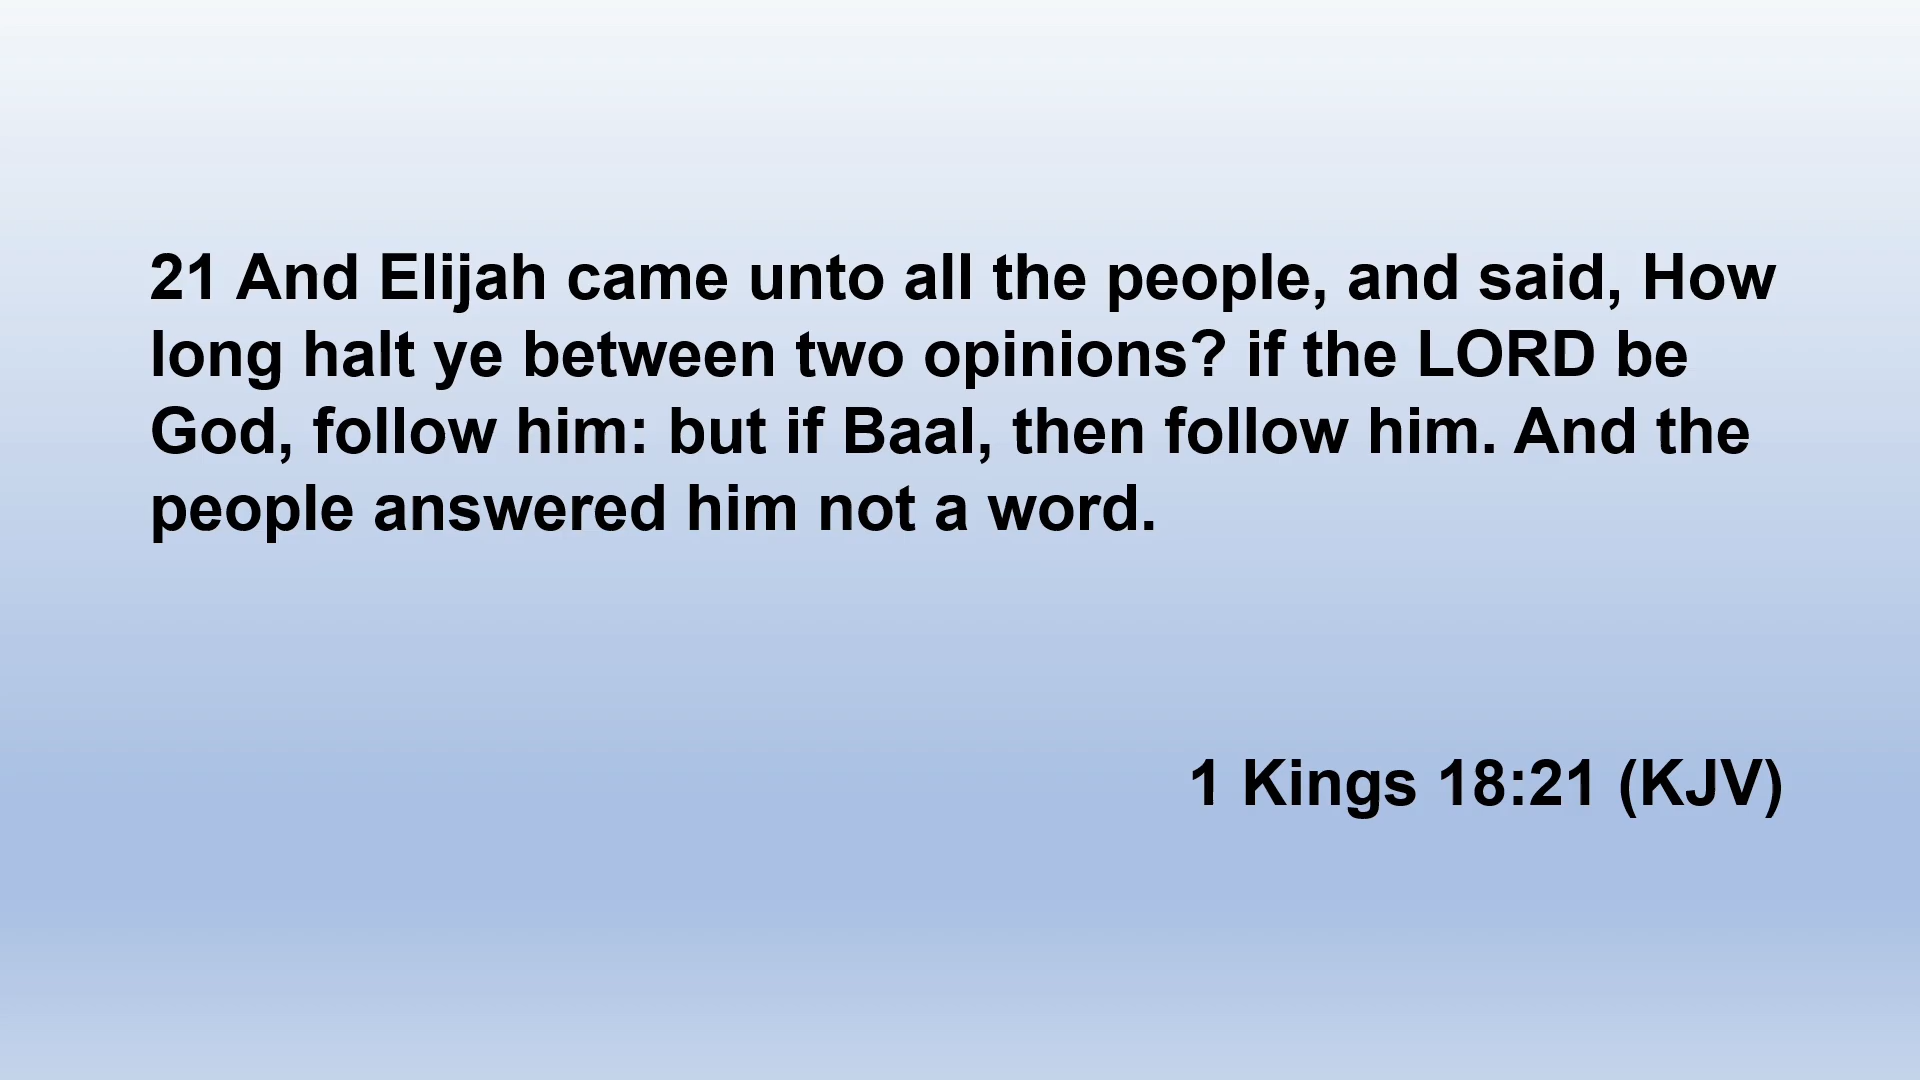 21 And Elijah came unto all the people, and said, How
long halt ye between two opinions? if the LORD be
God, follow him: but if Baal, then follow him. And the
people answered him not a word.
1 Kings 18:21 (KJV)